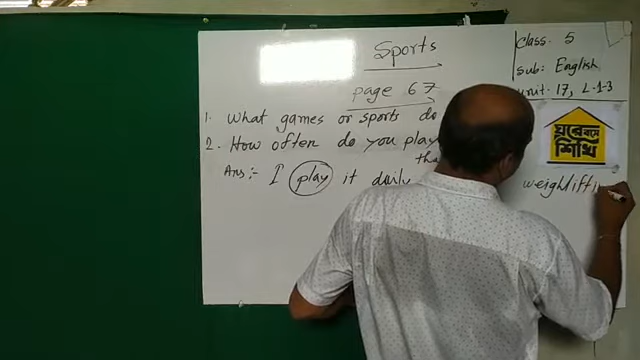 Sports
Class. 5
Sub: English
unit. 17, L.1-3
page 67
1. What games or sports do
2. How often do you play
Ans:- I play it daily
ঘরে বসে
শিখি